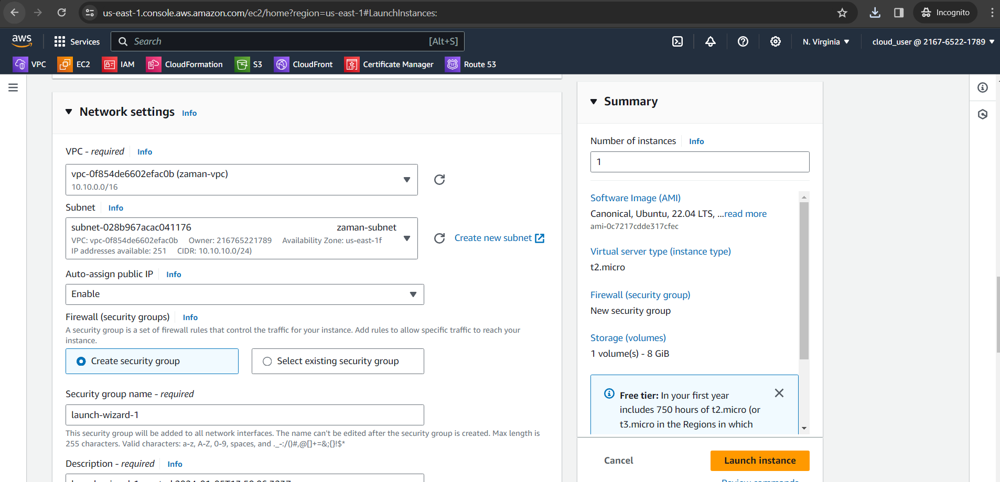 us-east-1.console.aws.amazon.com/ec2/home?region=us-east-1#LaunchInstances:
Incognito
aws
Services
Search
[Alt+S]
N. Virginia
cloud_user @ 2167-6522-1789
VPC
EC2
IAM
CloudFormation
S3
CloudFront
Certificate Manager
Route 53
Network settings Info
VPC - required Info
vpc-0f854de6602efac0b (zaman-vpc)
10.10.0.0/16
Subnet Info
subnet-028b967acac041176 zaman-subnet
VPC: vpc-0f854de6602efac0b Owner: 216765221789 Availability Zone: us-east-1f
IP addresses available: 251 CIDR: 10.10.10.0/24)
Create new subnet
Auto-assign public IP Info
Enable
Firewall (security groups) Info
A security group is a set of firewall rules that control the traffic for your instance. Add rules to allow specific traffic to reach your
instance.
Create security group
Select existing security group
Security group name - required
launch-wizard-1
This security group will be added to all network interfaces. The name can't be edited after the security group is created. Max length is
255 characters. Valid characters: a-z, A-Z, 0-9, spaces, and ._-:/()#,@[]+=&;{}!$*
Description - required Info
Summary
Number of instances Info
1
Software Image (AMI)
Canonical, Ubuntu, 22.04 LTS, ...read more
ami-0c7217cdde317cfec
Virtual server type (instance type)
t2.micro
Firewall (security group)
New security group
Storage (volumes)
1 volume(s) - 8 GiB
Free tier: In your first year
includes 750 hours of t2.micro (or
t3.micro in the Regions in which
Cancel
Launch instance
Review commands